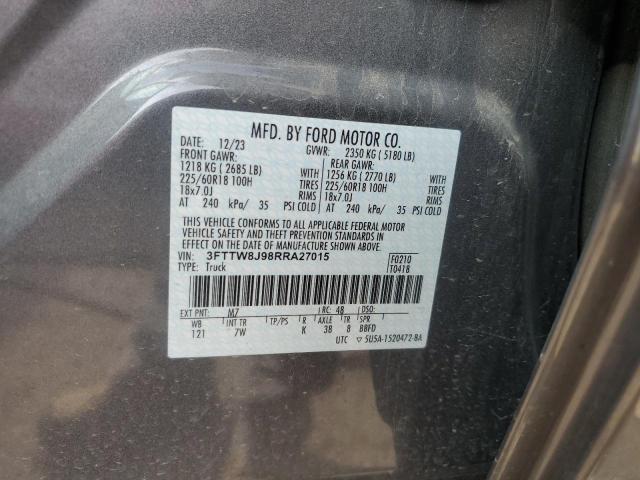 MFD. BY FORD MOTOR CO.
DATE: 12/23 GVWR: 2350 KG ( 5180 LB)
FRONT GAWR: REAR GAWR:
1218 KG ( 2685 LB) WITH 1256 KG ( 2770 LB) WITH
225/60R18 100H TIRES 225/60R18 100H TIRES
18x7.0J RIMS 18x7.0J RIMS
AT 240 kPa/ 35 PSI COLD AT 240 kPa/ 35 PSI COLD
THIS VEHICLE CONFORMS TO ALL APPLICABLE FEDERAL MOTOR
VEHICLE SAFETY AND THEFT PREVENTION STANDARDS IN
EFFECT ON THE DATE OF MANUFACTURE SHOWN ABOVE.
VIN: 3FTTW8J98RRA27015 F0210
TYPE: Truck T0418
EXT PNT: M7 RC: 48 DSO:
WB INT TR TP/PS R AXLE TR SPR
121 7W K 38 8 BBFD
UTC ▽ 5U5A-1520472-BA